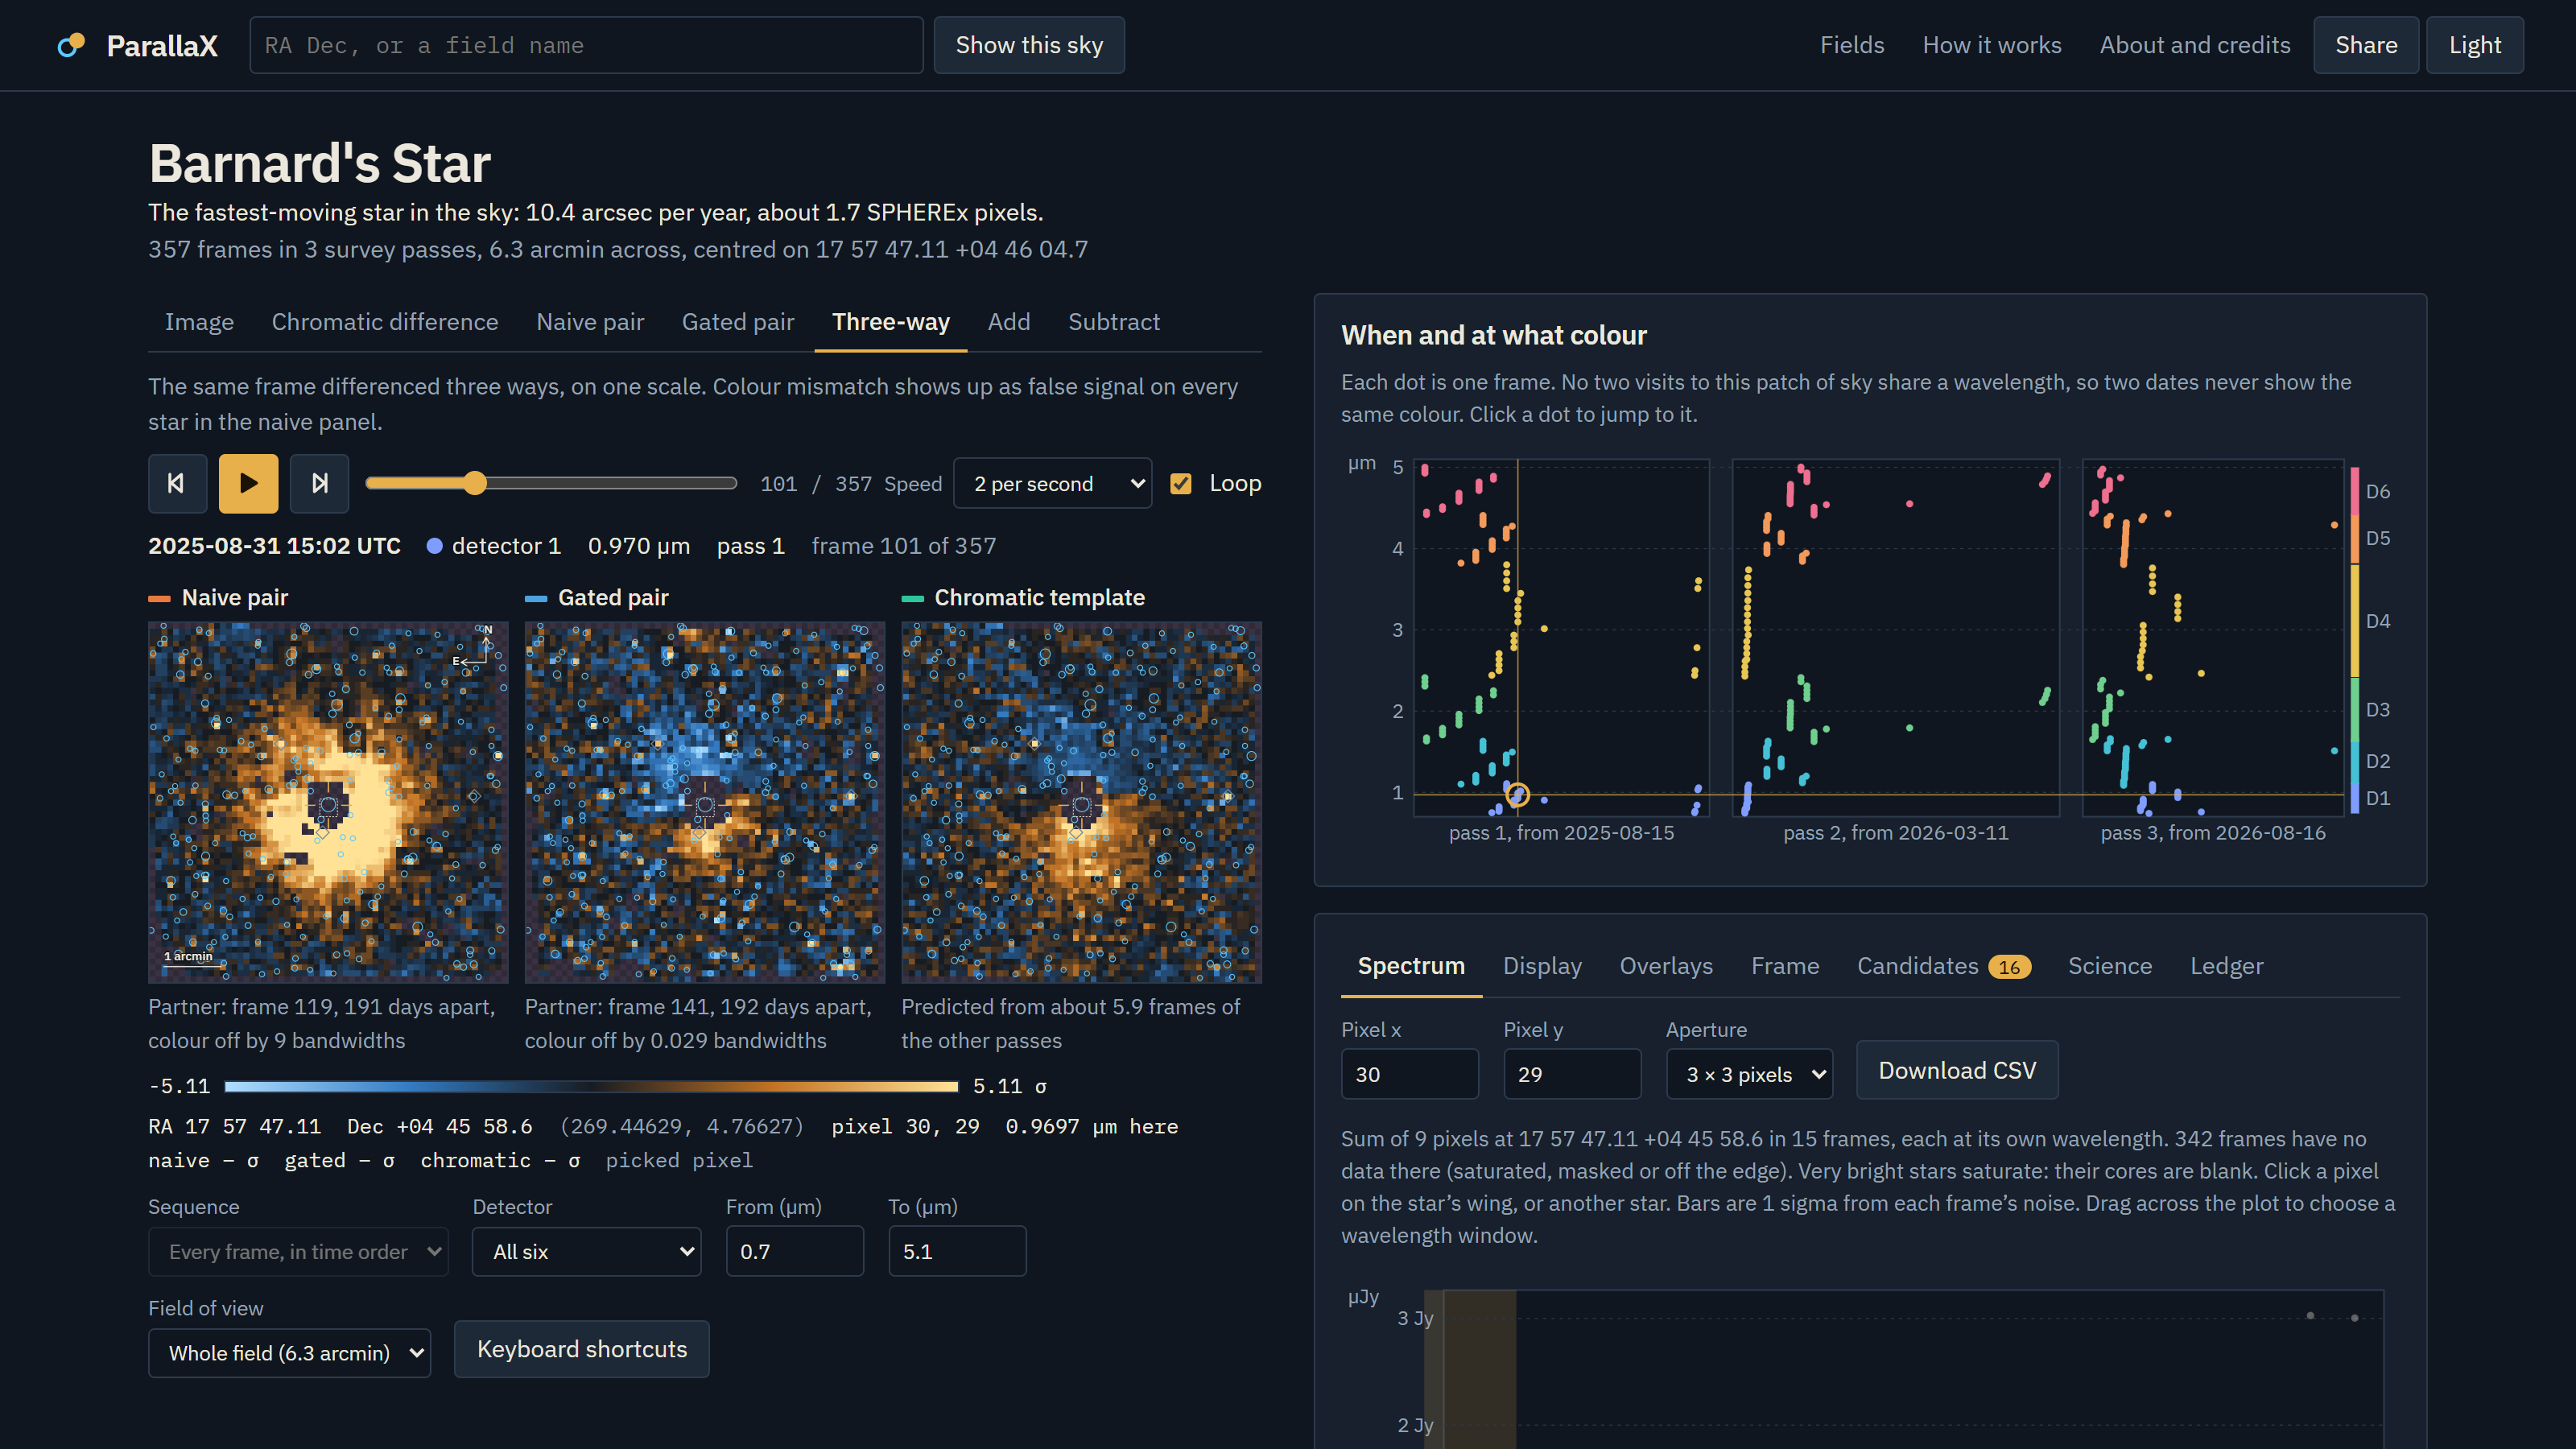 ParallaX
RA Dec, or a field name
Show this sky
Fields
How it works
About and credits
Share
Light
Barnard's Star
The fastest-moving star in the sky: 10.4 arcsec per year, about 1.7 SPHEREx pixels.
357 frames in 3 survey passes, 6.3 arcmin across, centred on 17 57 47.11 +04 46 04.7
Image
Chromatic difference
Naive pair
Gated pair
Three-way
Add
Subtract
The same frame differenced three ways, on one scale. Colour mismatch shows up as false signal on every
star in the naive panel.
101 / 357
Speed
2 per second
Loop
2025-08-31 15:02 UTC
detector 1
0.970 µm
pass 1
frame 101 of 357
Naive pair
Gated pair
Chromatic template
N
E
1 arcmin
Partner: frame 119, 191 days apart,
colour off by 9 bandwidths
Partner: frame 141, 192 days apart,
colour off by 0.029 bandwidths
Predicted from about 5.9 frames of
the other passes
-5.11
5.11 σ
RA 17 57 47.11 Dec +04 45 58.6 (269.44629, 4.76627) pixel 30, 29 0.9697 µm here
naive – σ gated – σ chromatic – σ picked pixel
Sequence
Every frame, in time order
Detector
All six
From (µm)
0.7
To (µm)
5.1
Field of view
Whole field (6.3 arcmin)
Keyboard shortcuts
When and at what colour
Each dot is one frame. No two visits to this patch of sky share a wavelength, so two dates never show the
same colour. Click a dot to jump to it.
µm
5
4
3
2
1
D6
D5
D4
D3
D2
D1
pass 1, from 2025-08-15
pass 2, from 2026-03-11
pass 3, from 2026-08-16
Spectrum
Display
Overlays
Frame
Candidates 16
Science
Ledger
Pixel x
30
Pixel y
29
Aperture
3 × 3 pixels
Download CSV
Sum of 9 pixels at 17 57 47.11 +04 45 58.6 in 15 frames, each at its own wavelength. 342 frames have no
data there (saturated, masked or off the edge). Very bright stars saturate: their cores are blank. Click a pixel
on the star’s wing, or another star. Bars are 1 sigma from each frame’s noise. Drag across the plot to choose a
wavelength window.
µJy
3 Jy
2 Jy